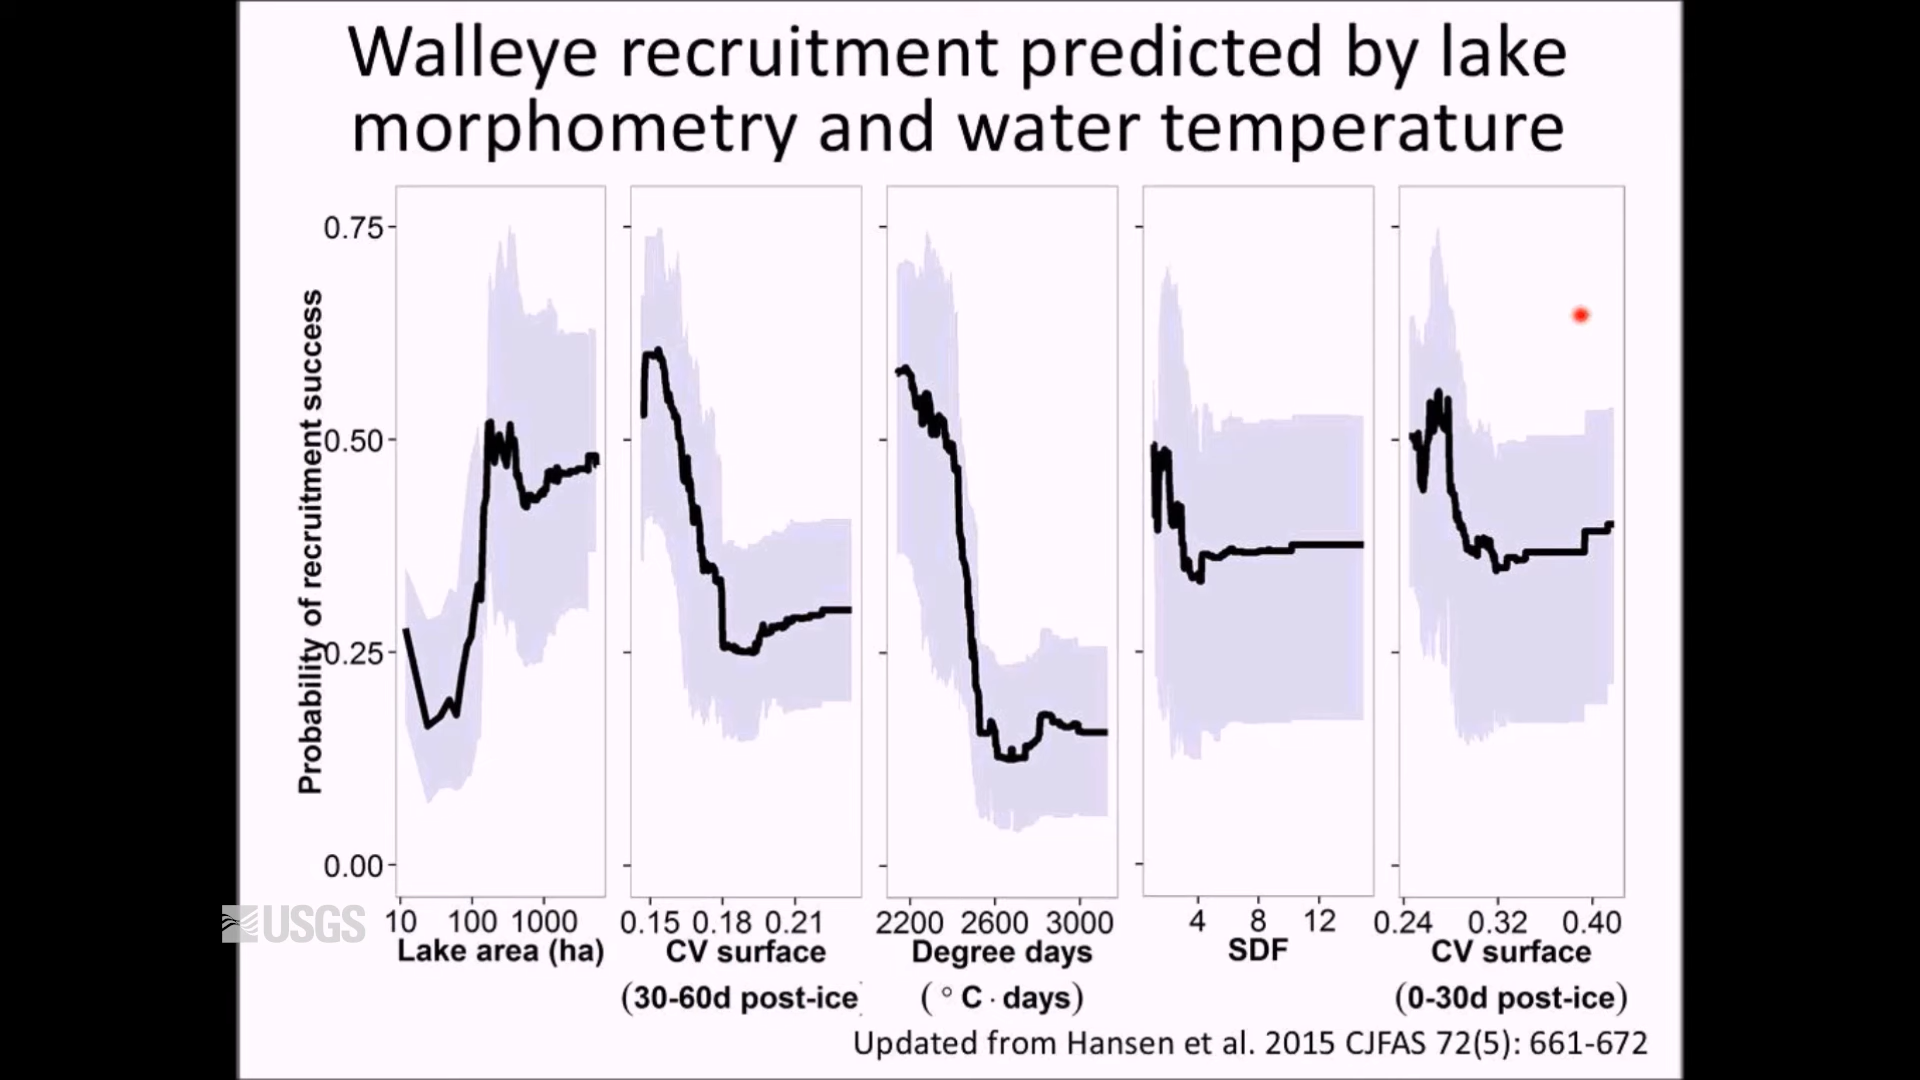 Walleye recruitment predicted by lake
morphometry and water temperature
Probability of recruitment success
0.75
0.50
0.25
0.00
10 100 1000
Lake area (ha)
0.15 0.18 0.21
CV surface
(30-60d post-ice
2200 2600 3000
Degree days
(° C · days)
4 8 12
SDF
0.24 0.32 0.40
CV surface
(0-30d post-ice)
USGS
Updated from Hansen et al. 2015 CJFAS 72(5): 661-672